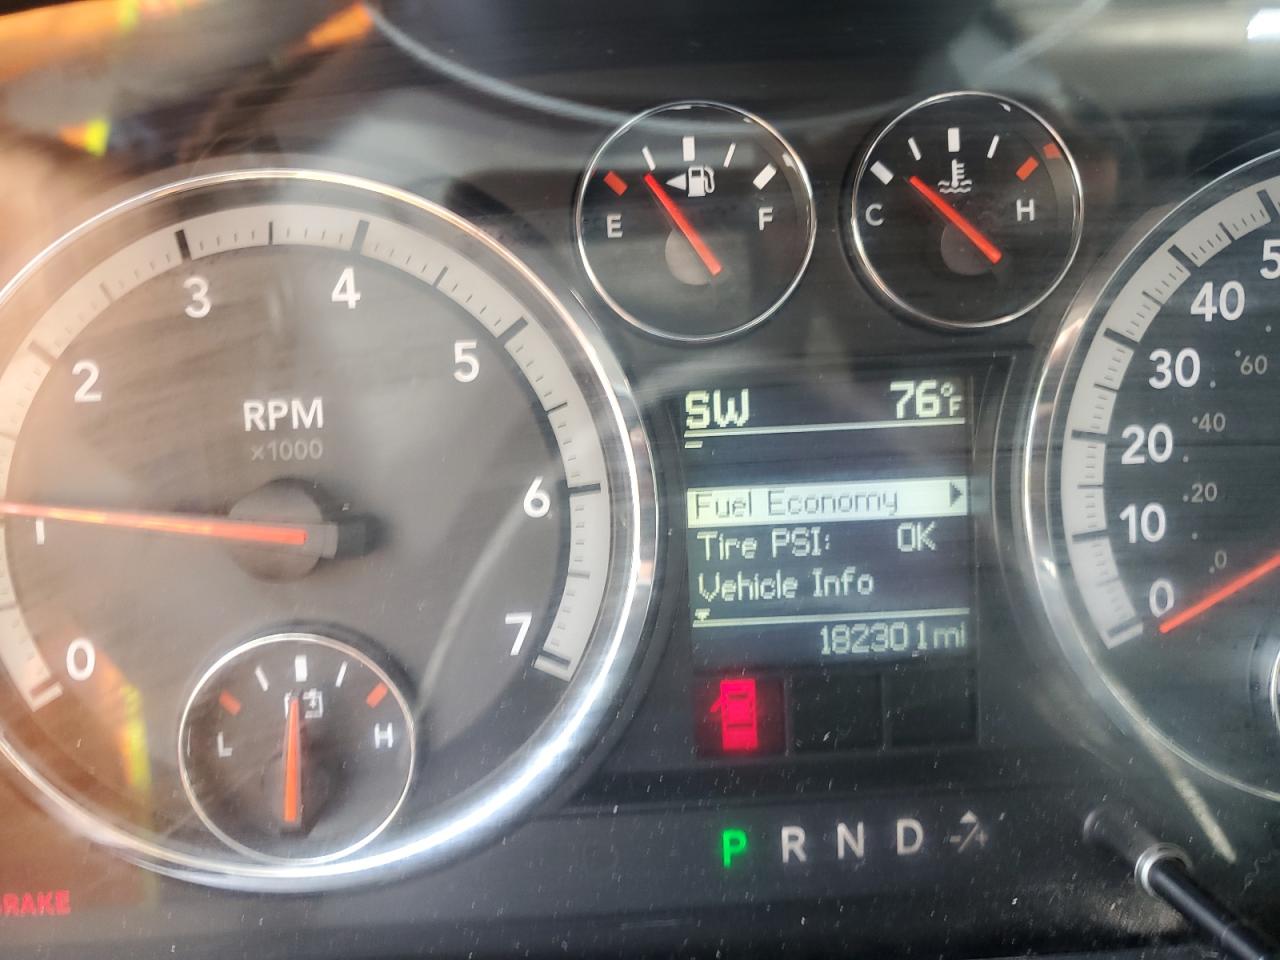 E F
C H
0 1 2 3 4 5 6 7
RPM
x1000
L H
SW 76°F
Fuel Economy
Tire PSI: OK
Vehicle Info
182301mi
0 10 20 30 40
.0 .20 .40 .60
P R N D -/+